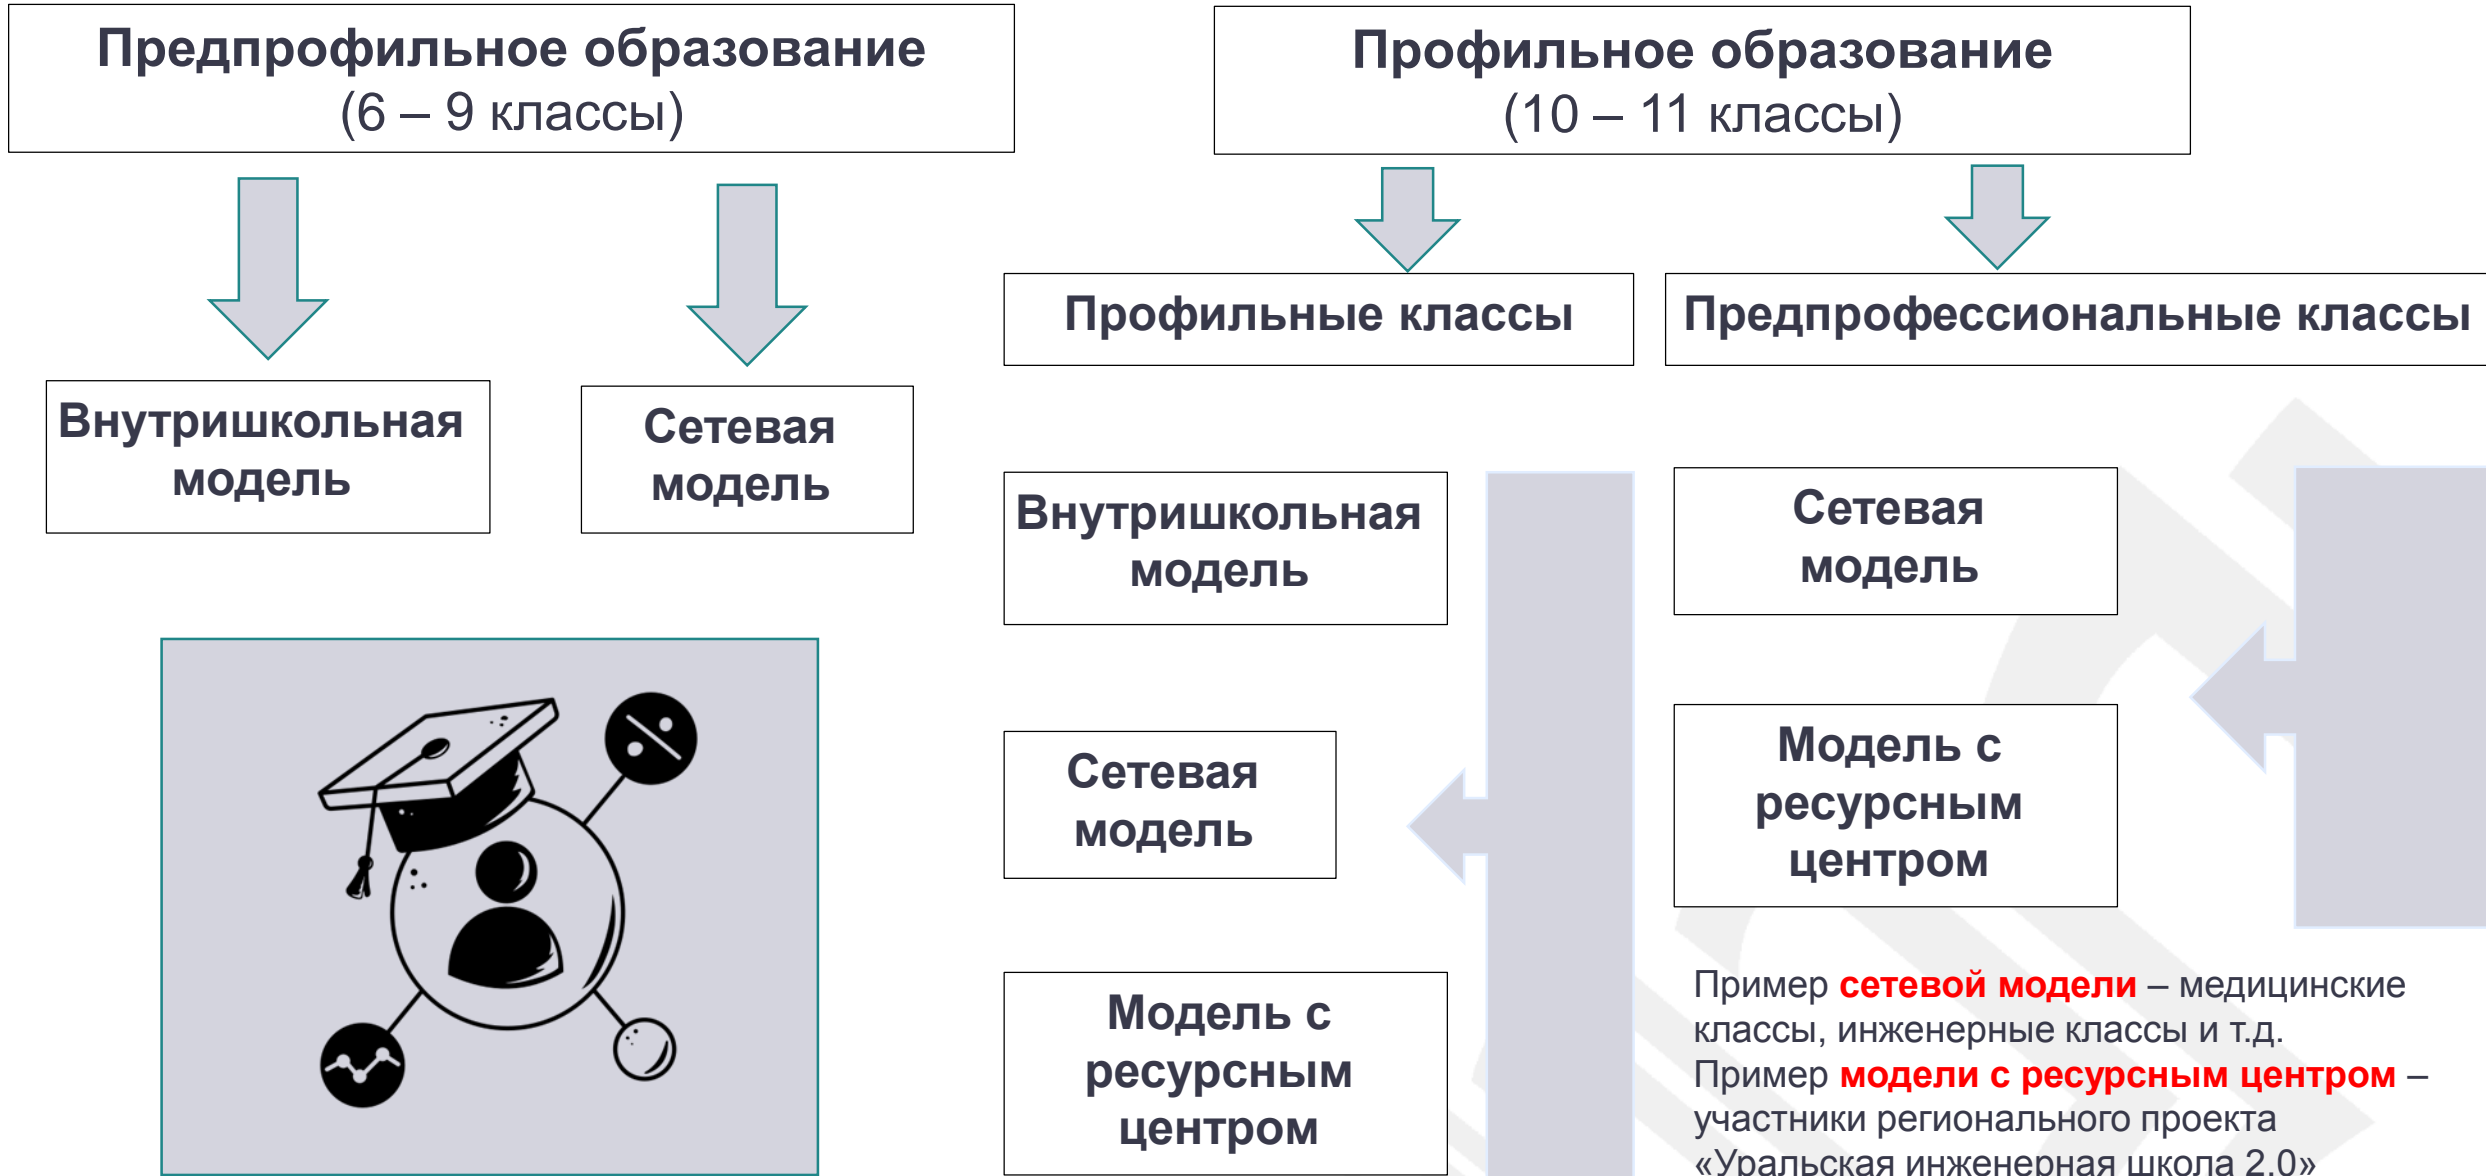 Предпрофильное образование
(6 – 9 классы)
Внутришкольная
модель
Сетевая
модель
Профильное образование
(10 – 11 классы)
Профильные классы
Внутришкольная
модель
Сетевая
модель
Модель с
ресурсным
центром
Предпрофессиональные классы
Сетевая
модель
Модель с
ресурсным
центром
Пример сетевой модели – медицинские
классы, инженерные классы и т.д.
Пример модели с ресурсным центром –
участники регионального проекта
«Уральская инженерная школа 2.0»